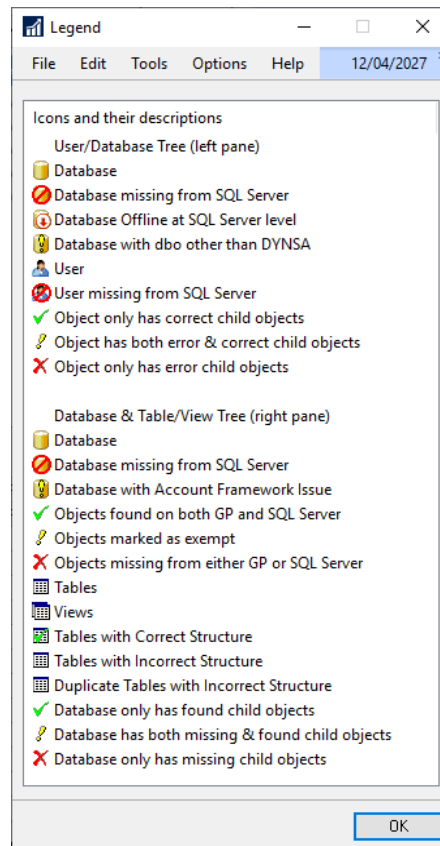 Legend
File Edit Tools Options Help 12/04/2027
Icons and their descriptions
User/Database Tree (left pane)
Database
Database missing from SQL Server
Database Offline at SQL Server level
Database with dbo other than DYNSA
User
User missing from SQL Server
Object only has correct child objects
Object has both error & correct child objects
Object only has error child objects
Database & Table/View Tree (right pane)
Database
Database missing from SQL Server
Database with Account Framework Issue
Objects found on both GP and SQL Server
Objects marked as exempt
Objects missing from either GP or SQL Server
Tables
Views
Tables with Correct Structure
Tables with Incorrect Structure
Duplicate Tables with Incorrect Structure
Database only has found child objects
Database has both missing & found child objects
Database only has missing child objects
OK